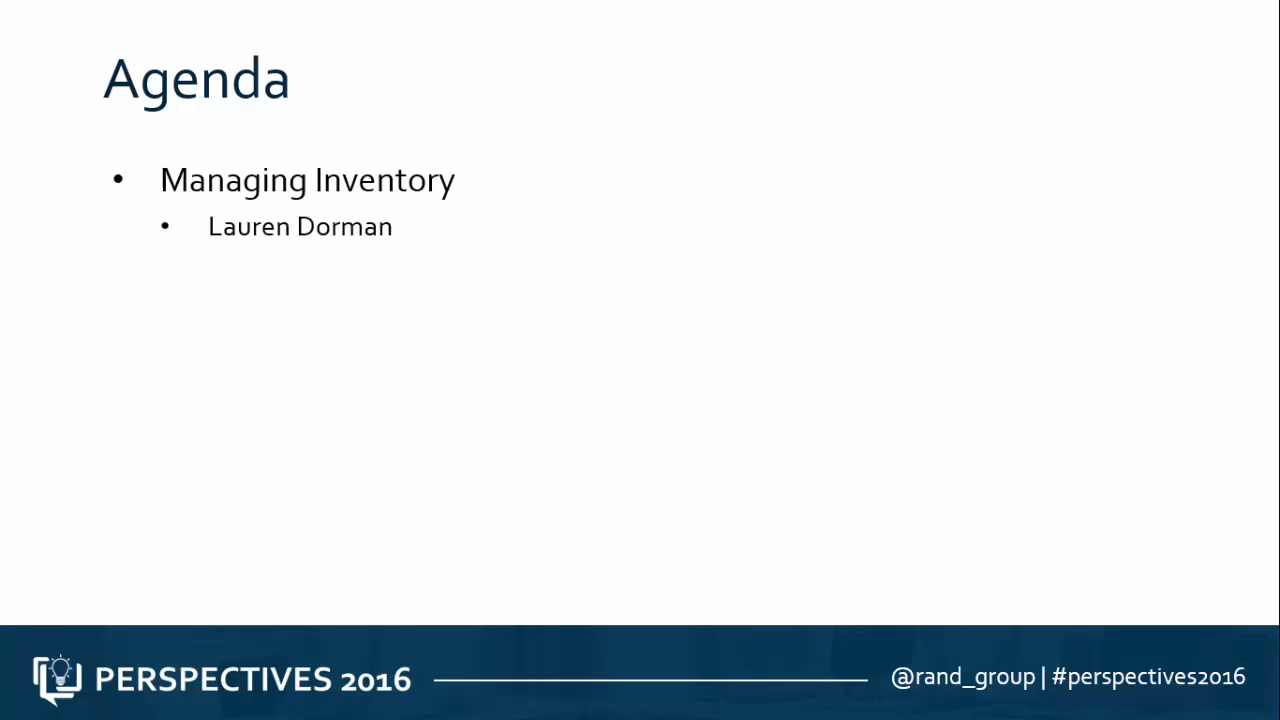 Agenda
• Managing Inventory
• Lauren Dorman
PERSPECTIVES 2016
@rand_group | #perspectives2016